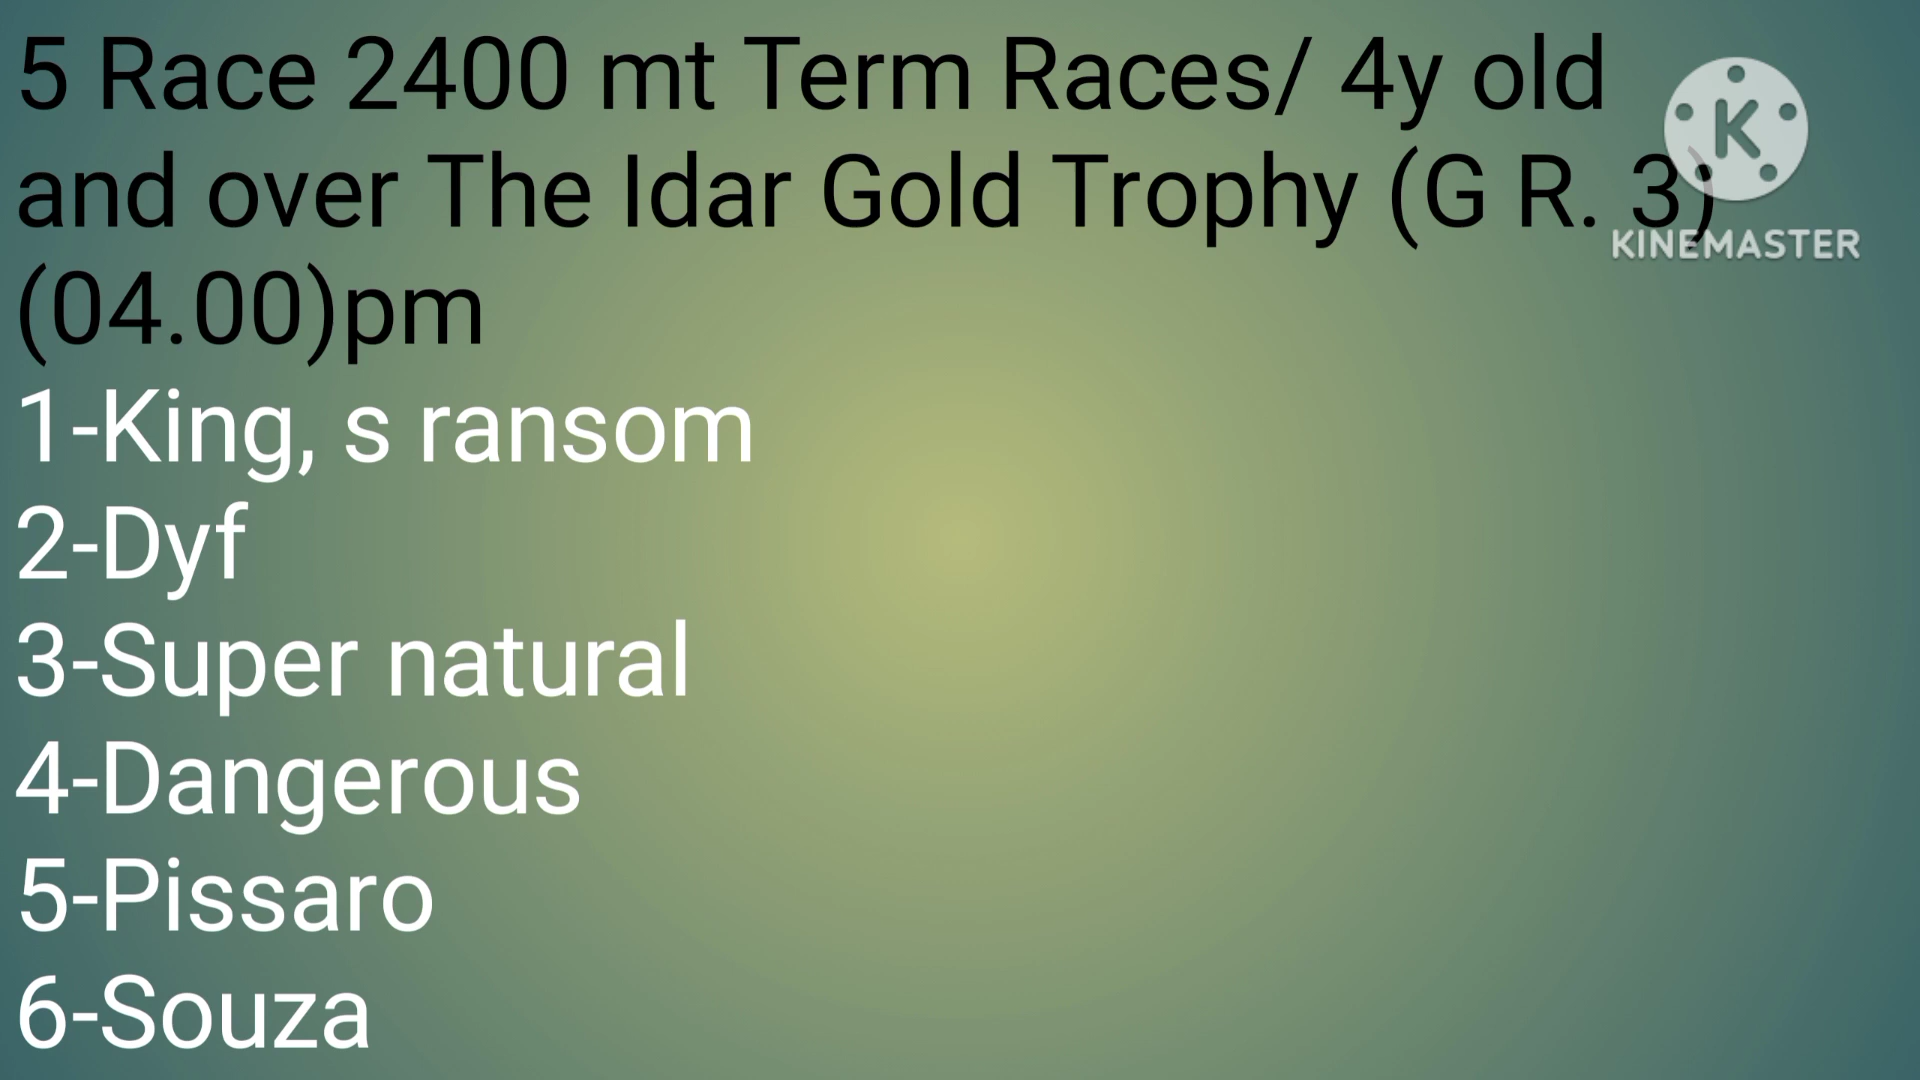 5 Race 2400 mt Term Races/ 4y old
and over The Idar Gold Trophy (G R. 3)
(04.00)pm
1-King, s ransom
2-Dyf
3-Super natural
4-Dangerous
5-Pissaro
6-Souza
K
KINEMASTER